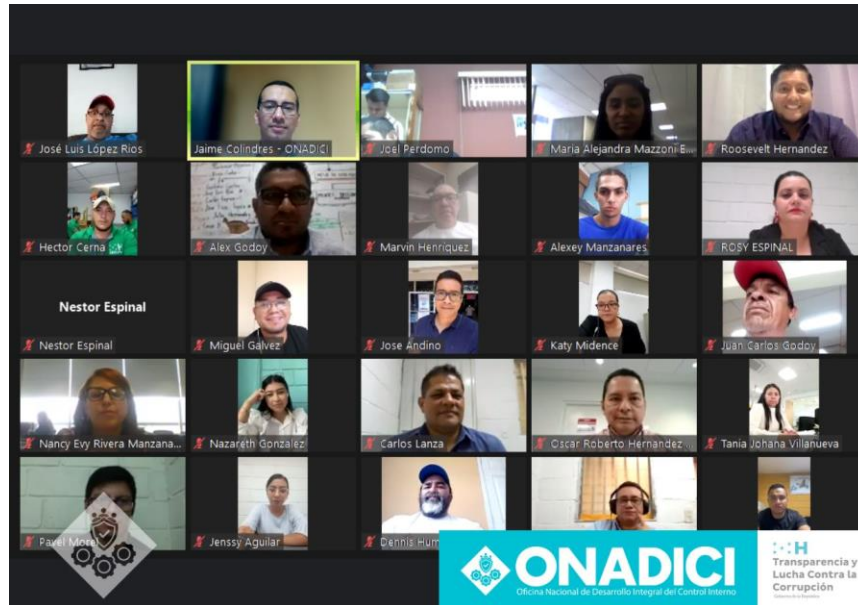 José Luis López Rios
Jaime Colindres - ONADICI
Joel Perdomo
Maria Alejandra Mazzoni E...
Roosevelt Hernandez
Hector Cerna
Alex Godoy
Marvin Henriquez
Alexey Manzanares
ROSY ESPINAL
Nestor Espinal
Nestor Espinal
Miguel Galvez
Jose Andino
Katy Midence
Juan Carlos Godoy
Nancy Evy Rivera Manzana...
Nazareth Gonzalez
Carlos Lanza
Oscar Roberto Hernandez
Tania Johana Villanueva
Pavel
Jenssy Aguilar
Dennis Hum
ONADICI
Oficina Nacional de Desarrollo Integral del Control Interno
H
Transparencia y
Lucha Contra la
Corrupción